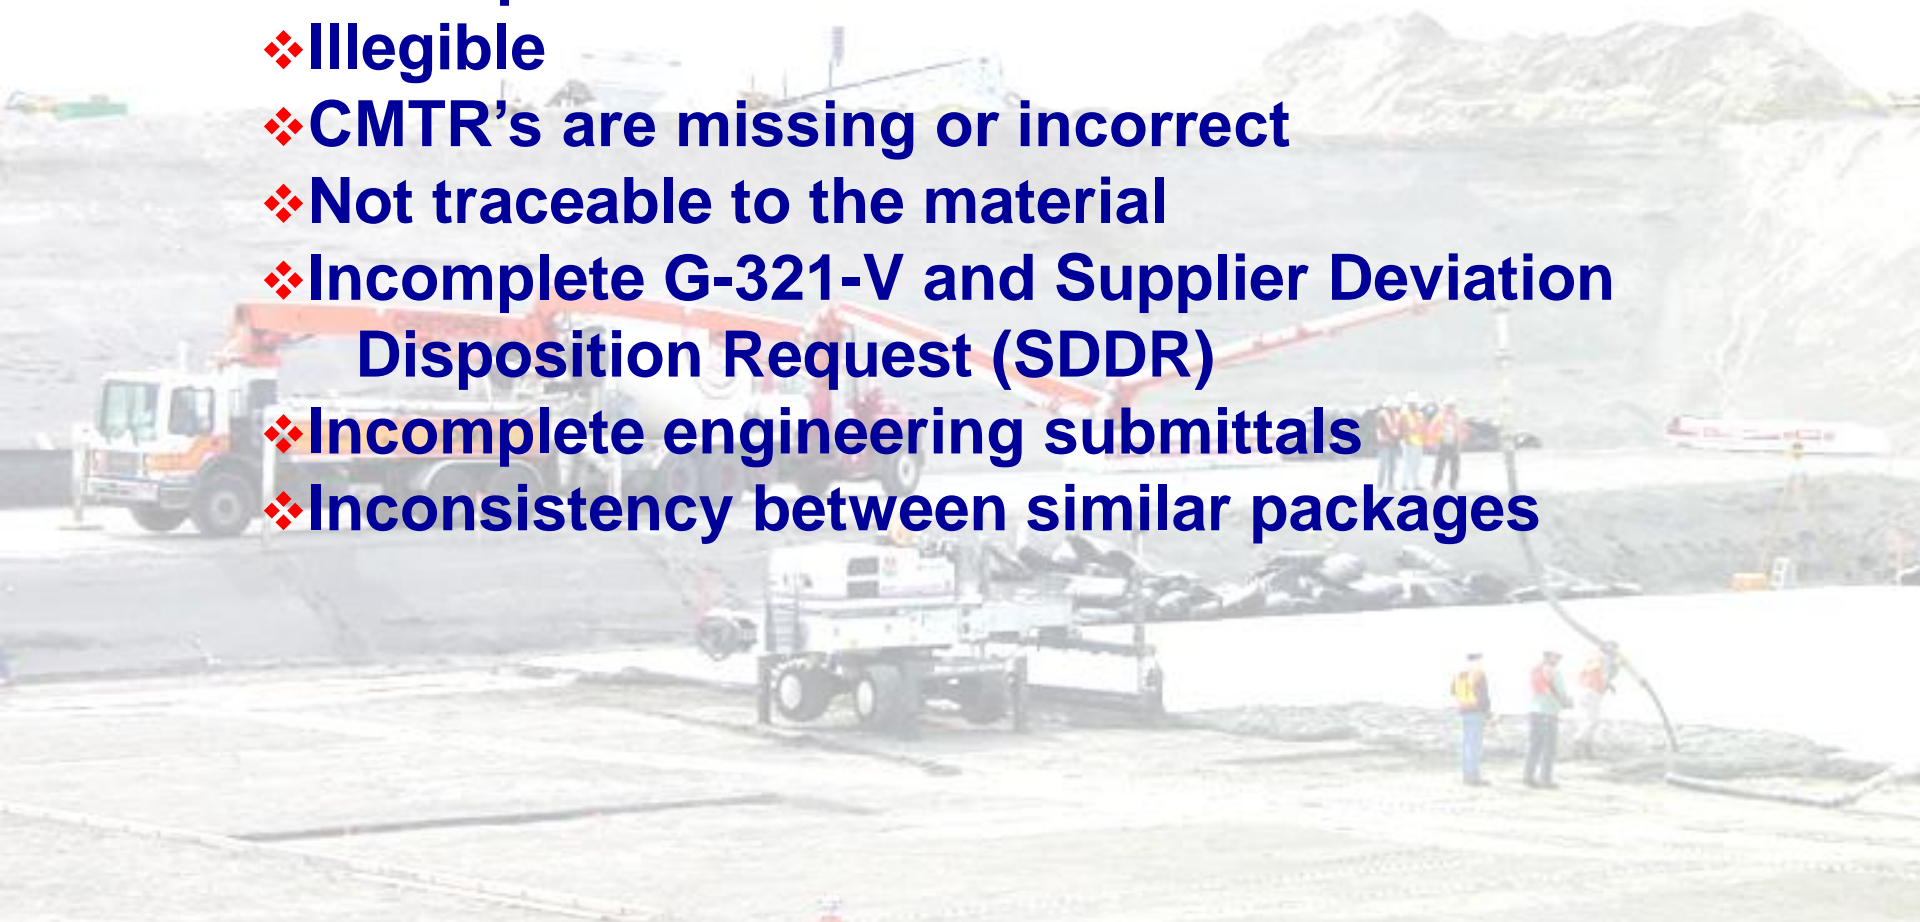 ❖Illegible
❖CMTR’s are missing or incorrect
❖Not traceable to the material
❖Incomplete G-321-V and Supplier Deviation
Disposition Request (SDDR)
❖Incomplete engineering submittals
❖Inconsistency between similar packages